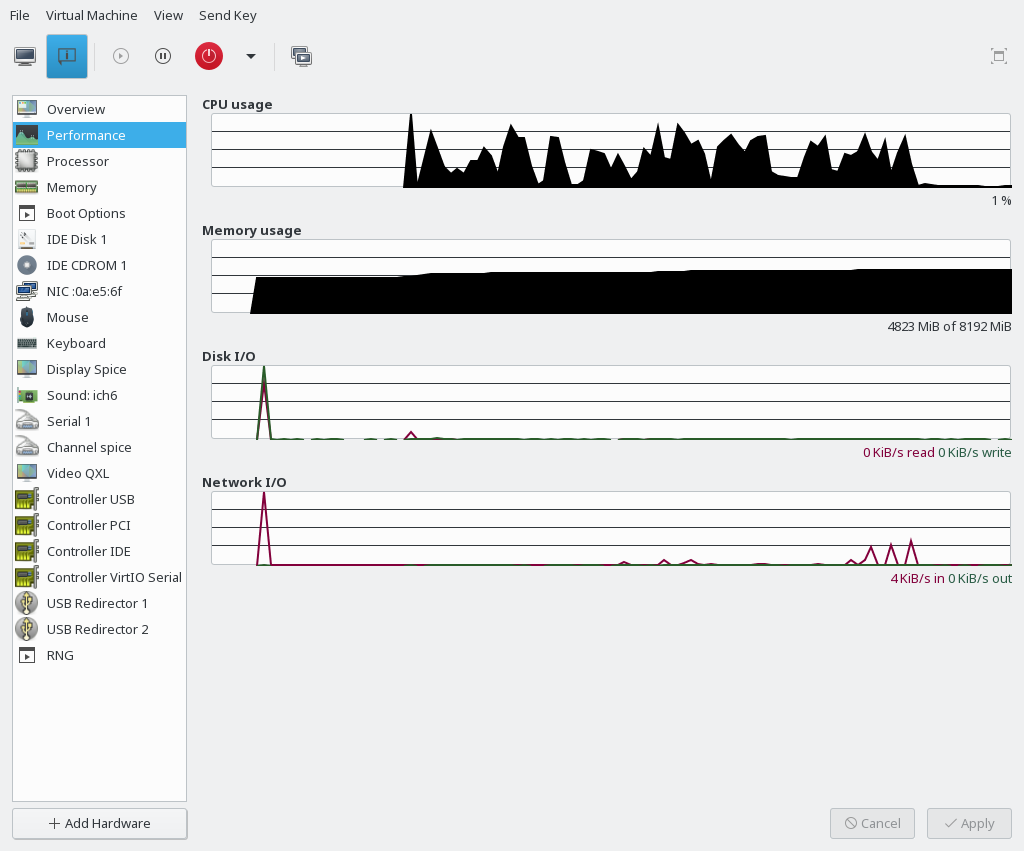 File Virtual Machine View Send Key
Overview
Performance
Processor
Memory
Boot Options
IDE Disk 1
IDE CDROM 1
NIC :0a:e5:6f
Mouse
Keyboard
Display Spice
Sound: ich6
Serial 1
Channel spice
Video QXL
Controller USB
Controller PCI
Controller IDE
Controller VirtIO Serial
USB Redirector 1
USB Redirector 2
RNG
Add Hardware
CPU usage
1 %
Memory usage
4823 MiB of 8192 MiB
Disk I/O
0 KiB/s read 0 KiB/s write
Network I/O
4 KiB/s in 0 KiB/s out
Cancel Apply